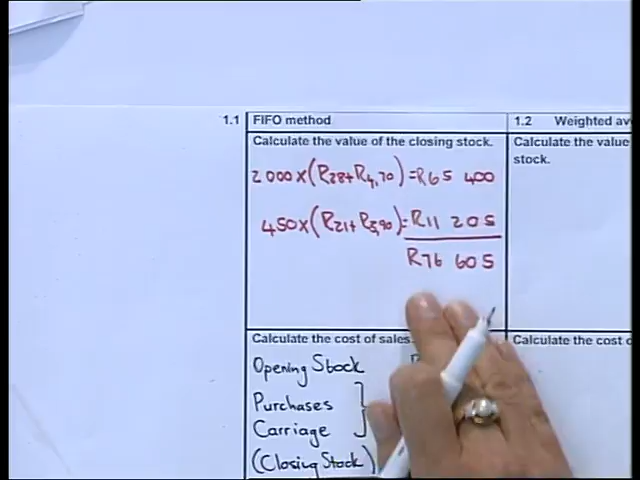 1.1 FIFO method 1.2 Weighted av
Calculate the value of the closing stock. Calculate the value
stock.
2 000 x (R28+R4,70) =R65 400
450x (R21+R3,90)=R11 205
R76 605
Calculate the cost of sales. Calculate the cost o
Opening Stock
Purchases
Carriage
(Closing Stock)